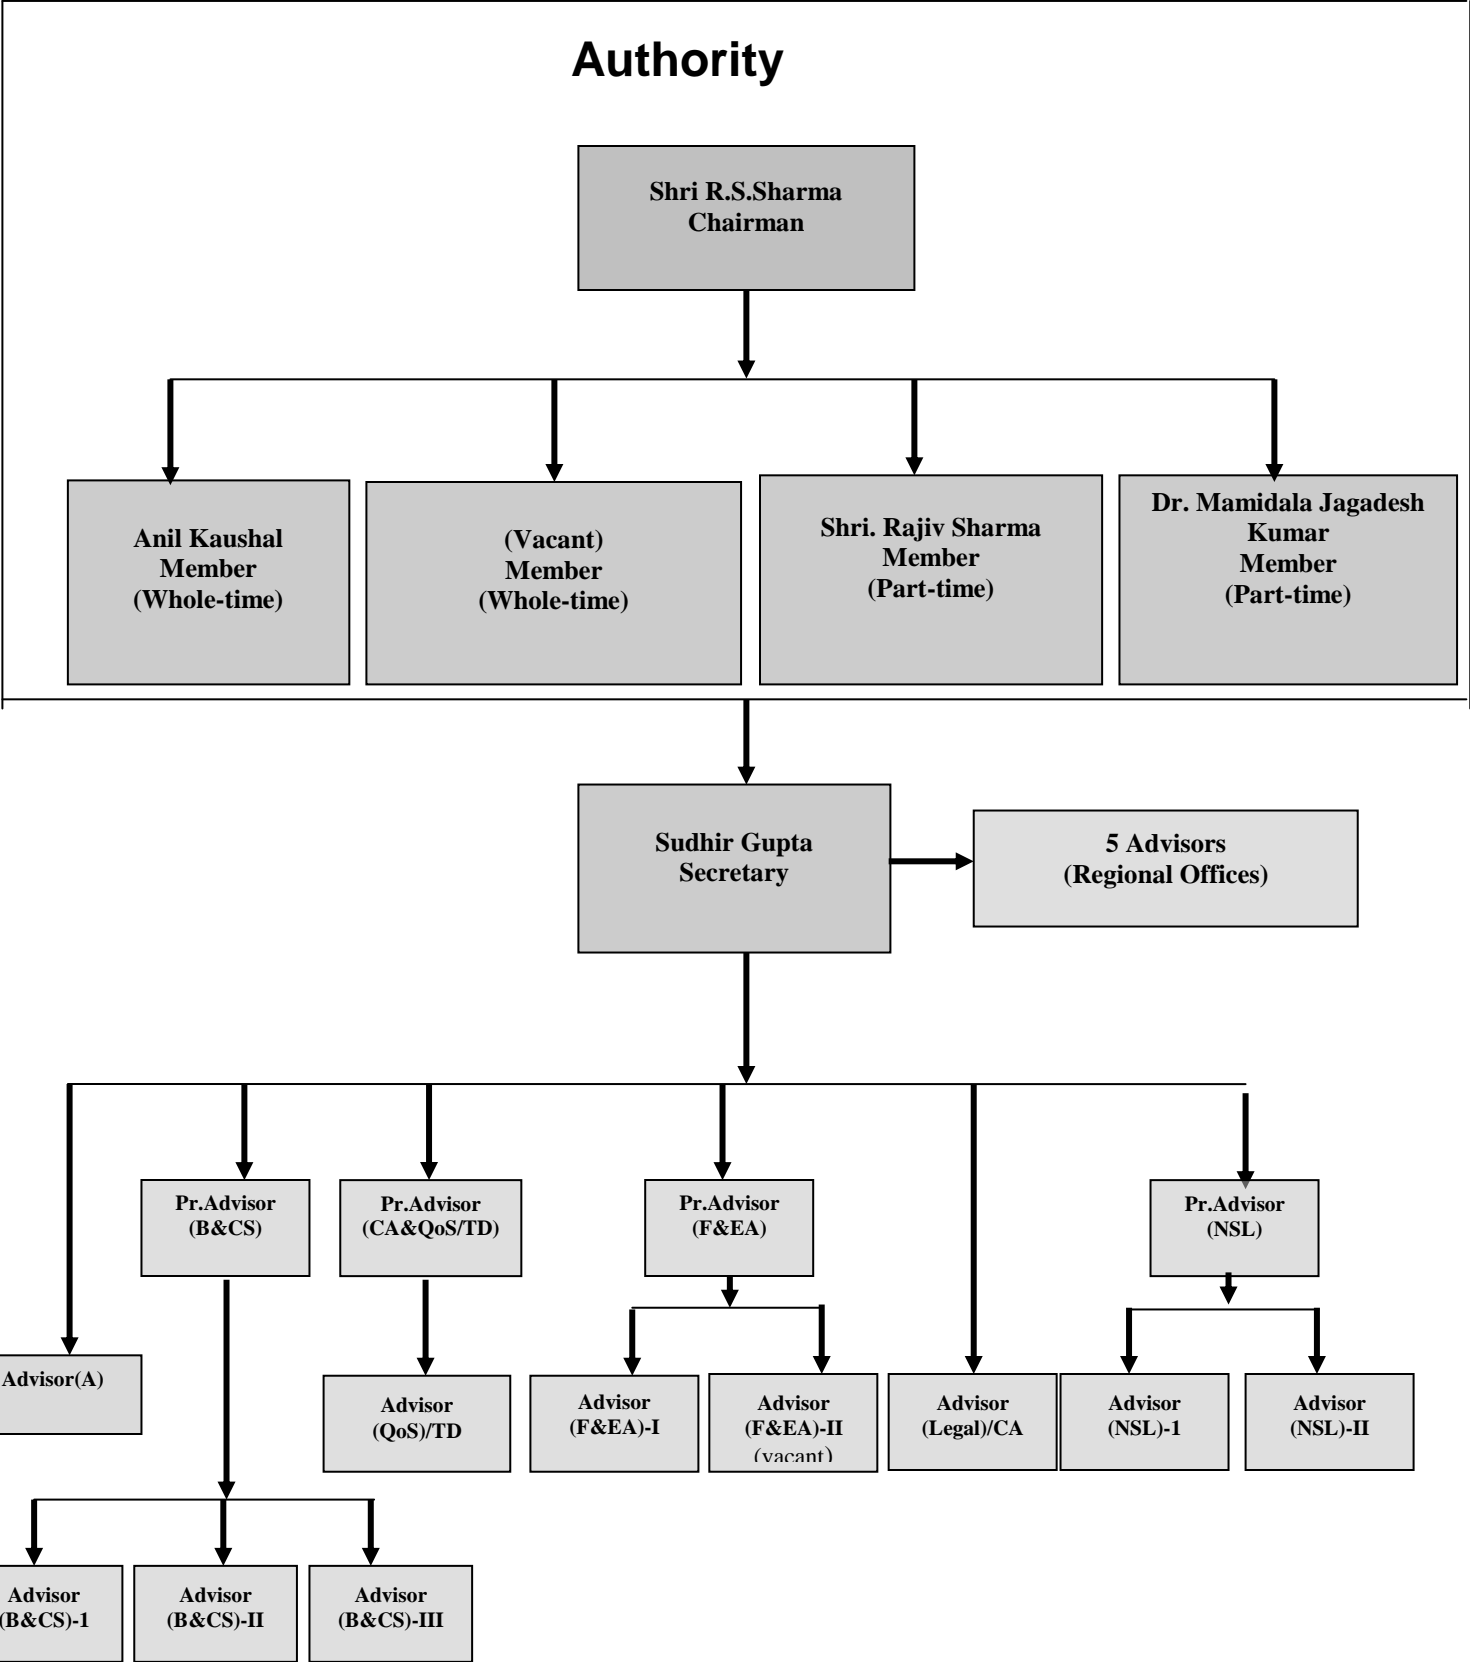 Authority
Shri R.S.Sharma
Chairman
Anil Kaushal
Member
(Whole-time)
(Vacant)
Member
(Whole-time)
Shri. Rajiv Sharma
Member
(Part-time)
Dr. Mamidala Jagadesh
Kumar
Member
(Part-time)
Sudhir Gupta
Secretary
5 Advisors
(Regional Offices)
Pr.Advisor
(B&CS)
Pr.Advisor
(CA&QoS/TD)
Pr.Advisor
(F&EA)
Pr.Advisor
(NSL)
Advisor(A)
Advisor
(QoS)/TD
Advisor
(F&EA)-I
Advisor
(F&EA)-II
(vacant)
Advisor
(Legal)/CA
Advisor
(NSL)-1
Advisor
(NSL)-II
Advisor
(B&CS)-1
Advisor
(B&CS)-II
Advisor
(B&CS)-III